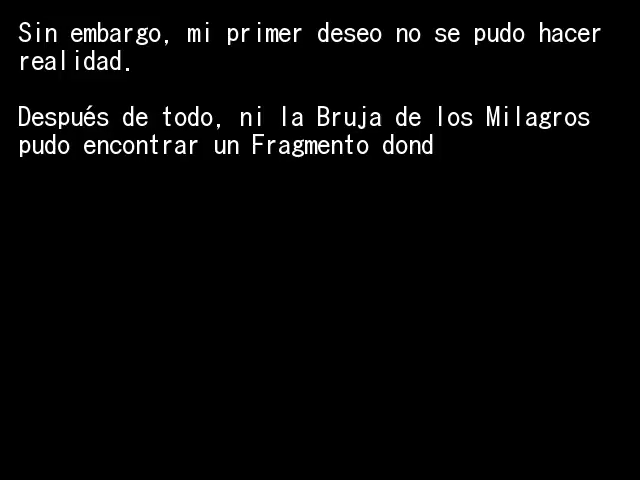 Sin embargo, mi primer deseo no se pudo hacer
realidad.
Después de todo, ni la Bruja de los Milagros
pudo encontrar un Fragmento dond